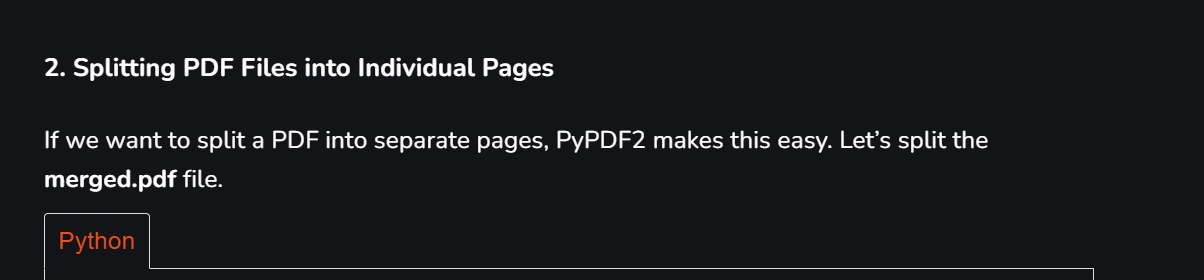 2. Splitting PDF Files into Individual Pages
If we want to split a PDF into separate pages, PyPDF2 makes this easy. Let’s split the
merged.pdf file.
Python